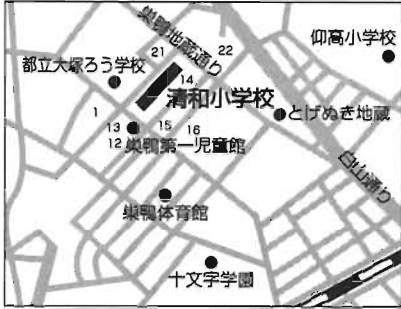 巣鴨地蔵通り
21
22
仰高小学校
都立大塚ろう学校
14
清和小学校
とげぬき地蔵
1
13
15
16
12
巣鴨第一児童館
白山通り
巣鴨体育館
十文字学園